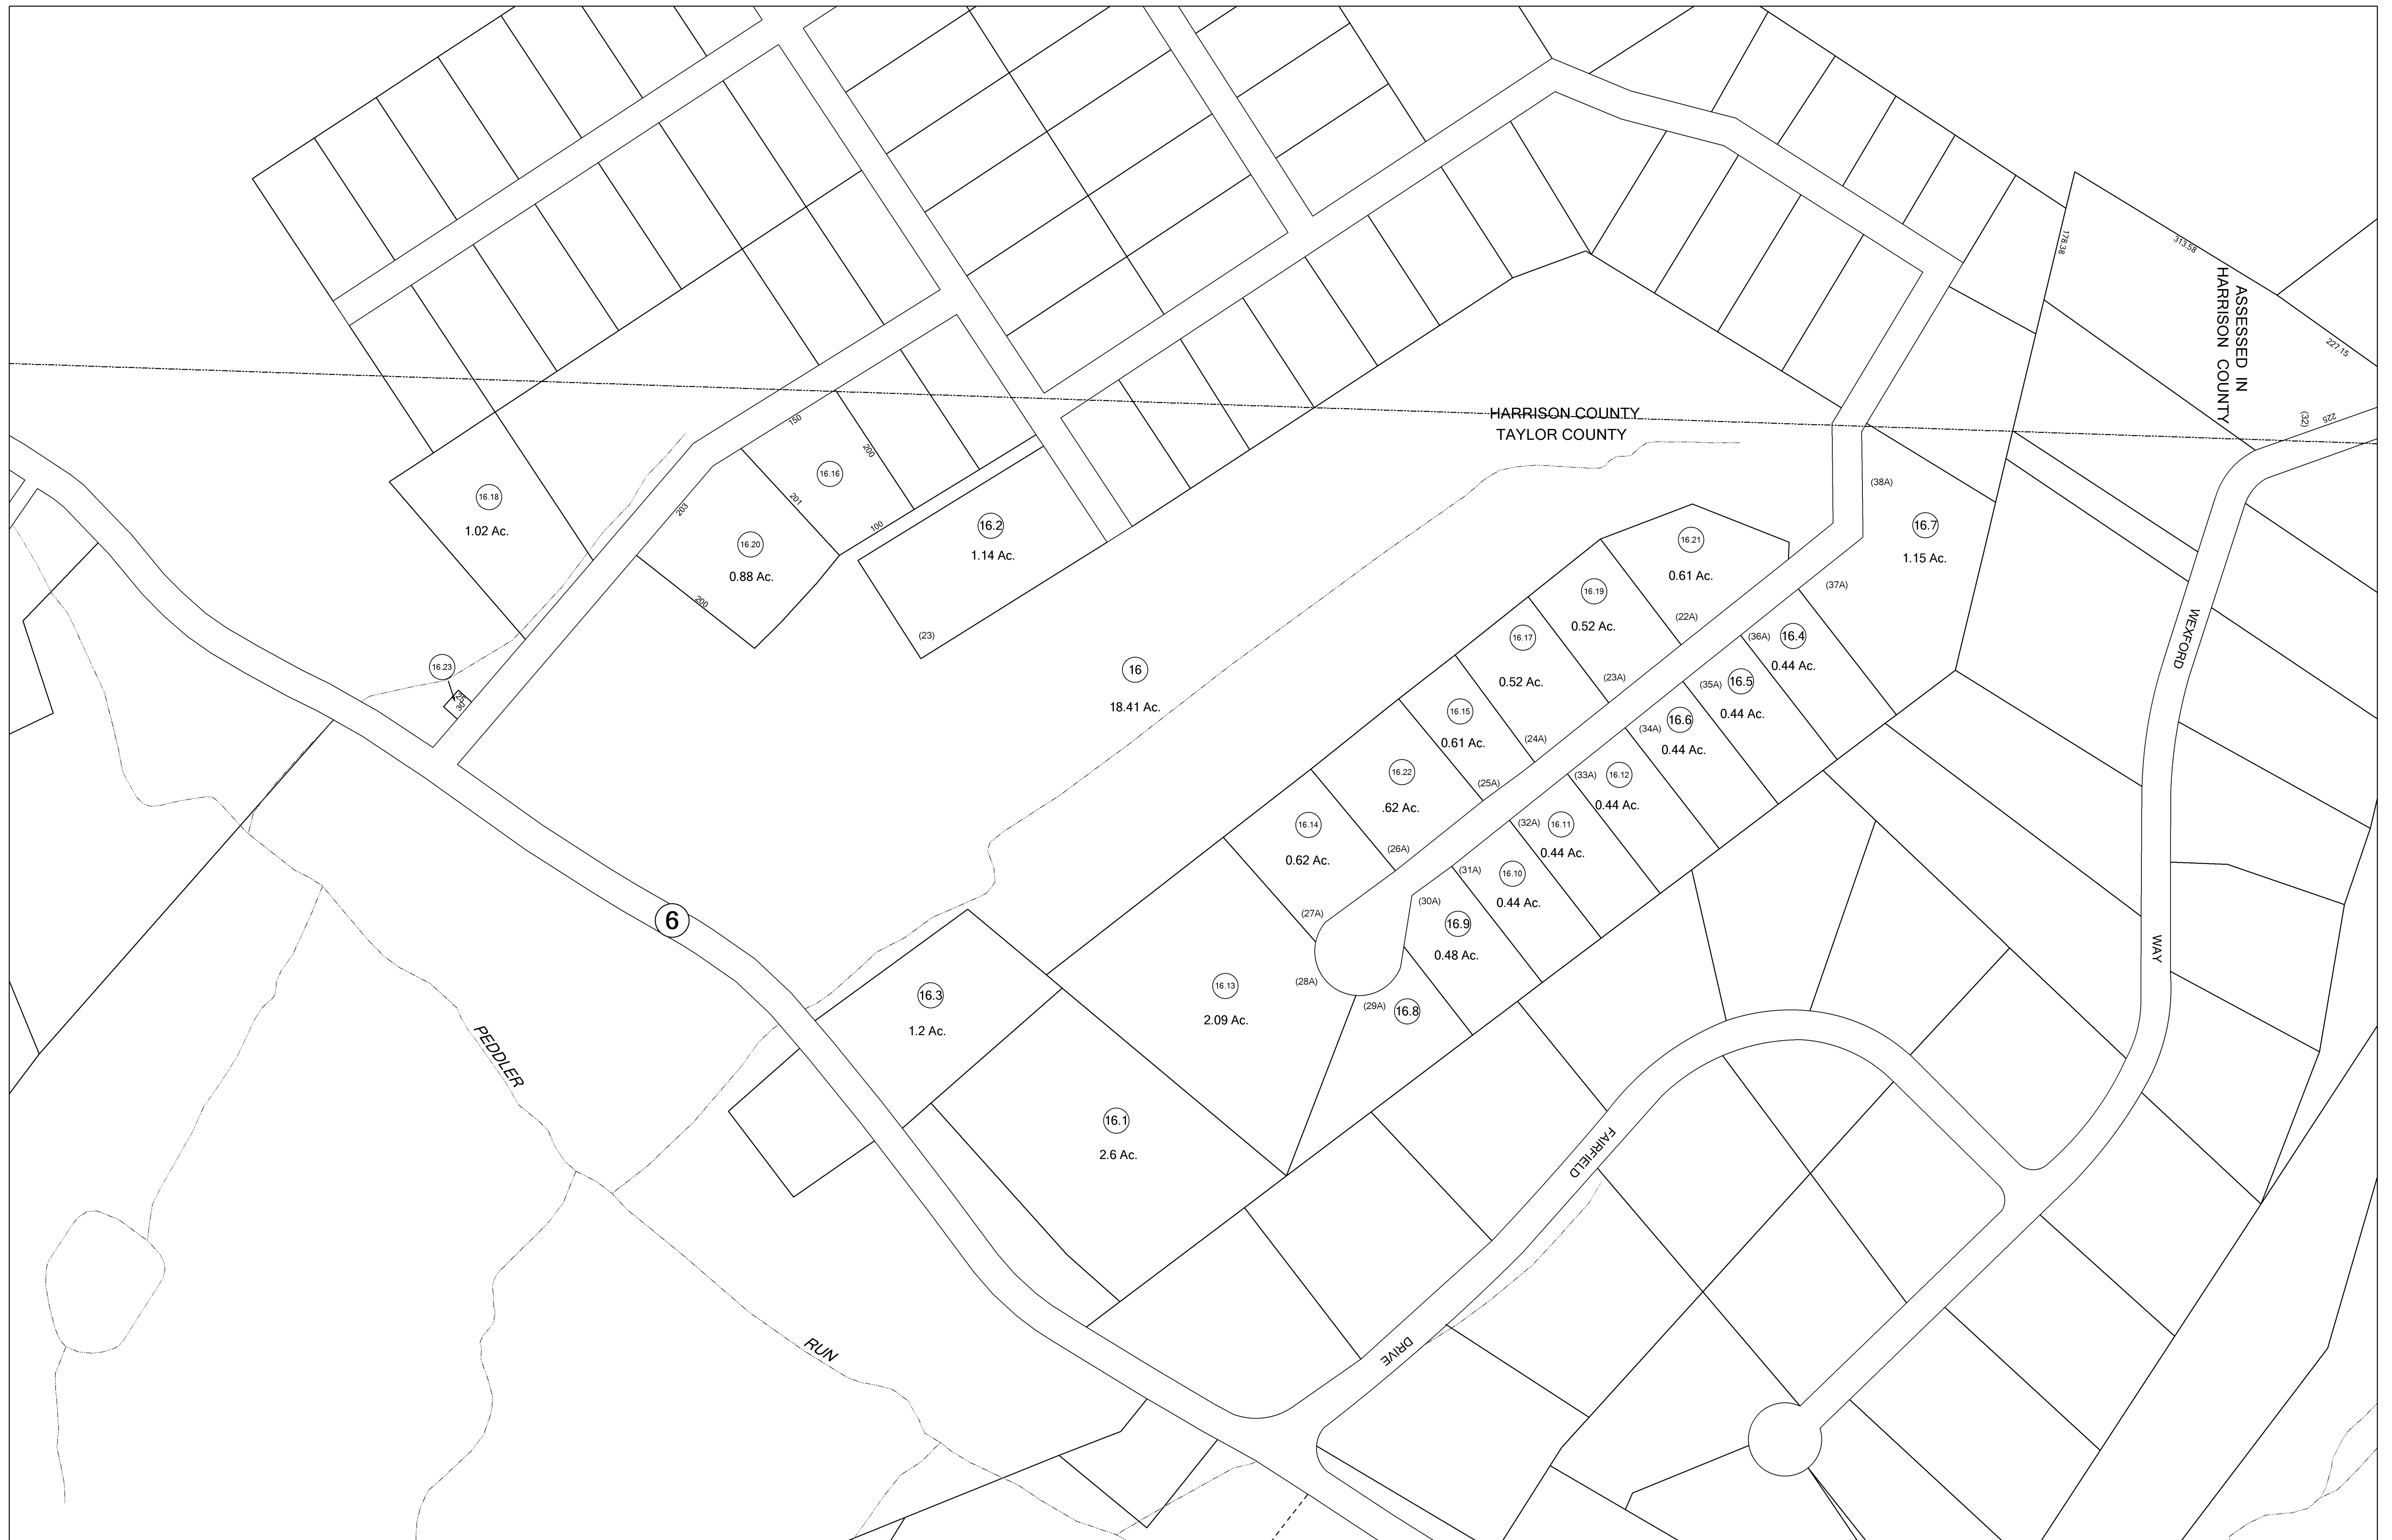 178.38
313.58
ASSESSED IN
HARRISON COUNTY
227.15
225
(32)
HARRISON COUNTY
TAYLOR COUNTY
150
200
16.16
201
100
203
16.18
1.02 Ac.
16.20
0.88 Ac.
200
16.2
1.14 Ac.
(23)
(38A)
16.7
1.15 Ac.
(37A)
16.21
0.61 Ac.
(22A)
16.19
0.52 Ac.
(23A)
16.17
0.52 Ac.
(24A)
16.15
0.61 Ac.
(25A)
16.22
.62 Ac.
(26A)
16.14
0.62 Ac.
(27A)
(36A)
16.4
0.44 Ac.
(35A)
16.5
0.44 Ac.
(34A)
16.6
0.44 Ac.
(33A)
16.12
0.44 Ac.
(32A)
16.11
0.44 Ac.
(31A)
16.10
0.44 Ac.
(30A)
16.9
0.48 Ac.
(29A)
16.8
(28A)
16.13
2.09 Ac.
16
18.41 Ac.
16.23
25
30
6
16.3
1.2 Ac.
16.1
2.6 Ac.
WEXFORD
WAY
FAIRFIELD
DRIVE
PEDDLER
RUN